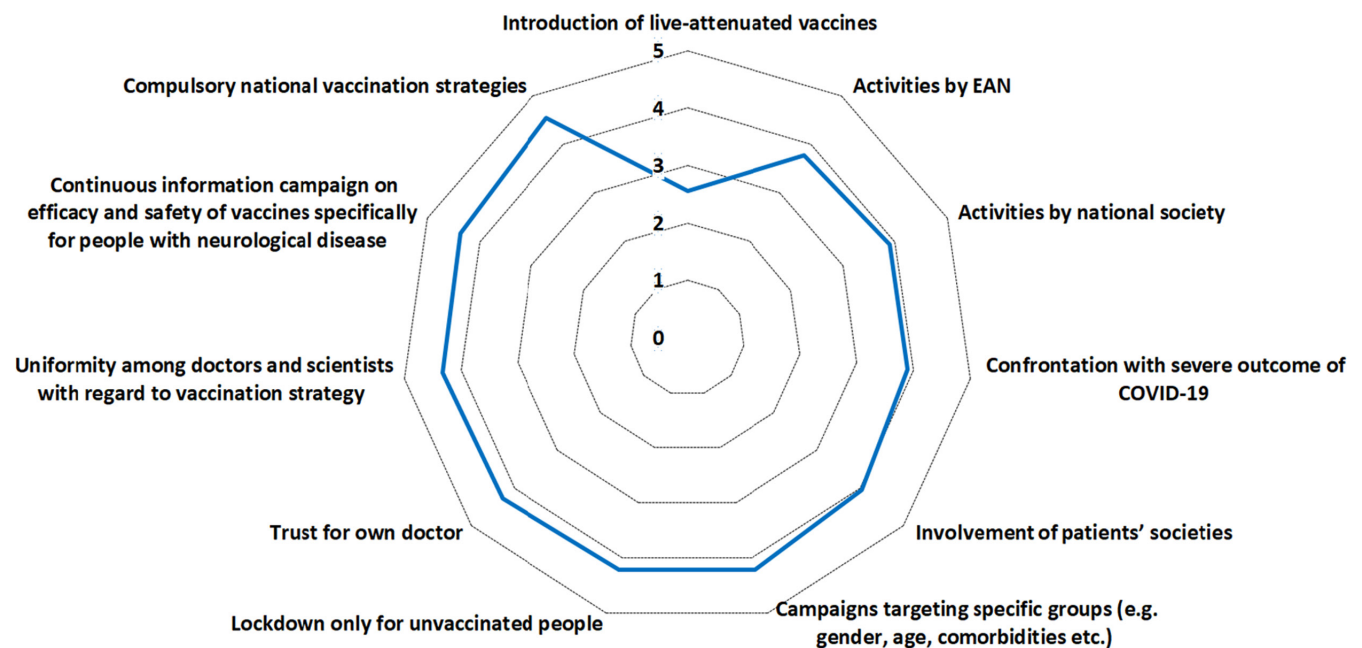 Introduction of live-attenuated vaccines
5
4
3
2
1
0
Activities by EAN
Activities by national society
Confrontation with severe outcome of
COVID-19
Involvement of patients’ societies
Campaigns targeting specific groups (e.g.
gender, age, comorbidities etc.)
Lockdown only for unvaccinated people
Trust for own doctor
Uniformity among doctors and scientists
with regard to vaccination strategy
Continuous information campaign on
efficacy and safety of vaccines specifically
for people with neurological disease
Compulsory national vaccination strategies